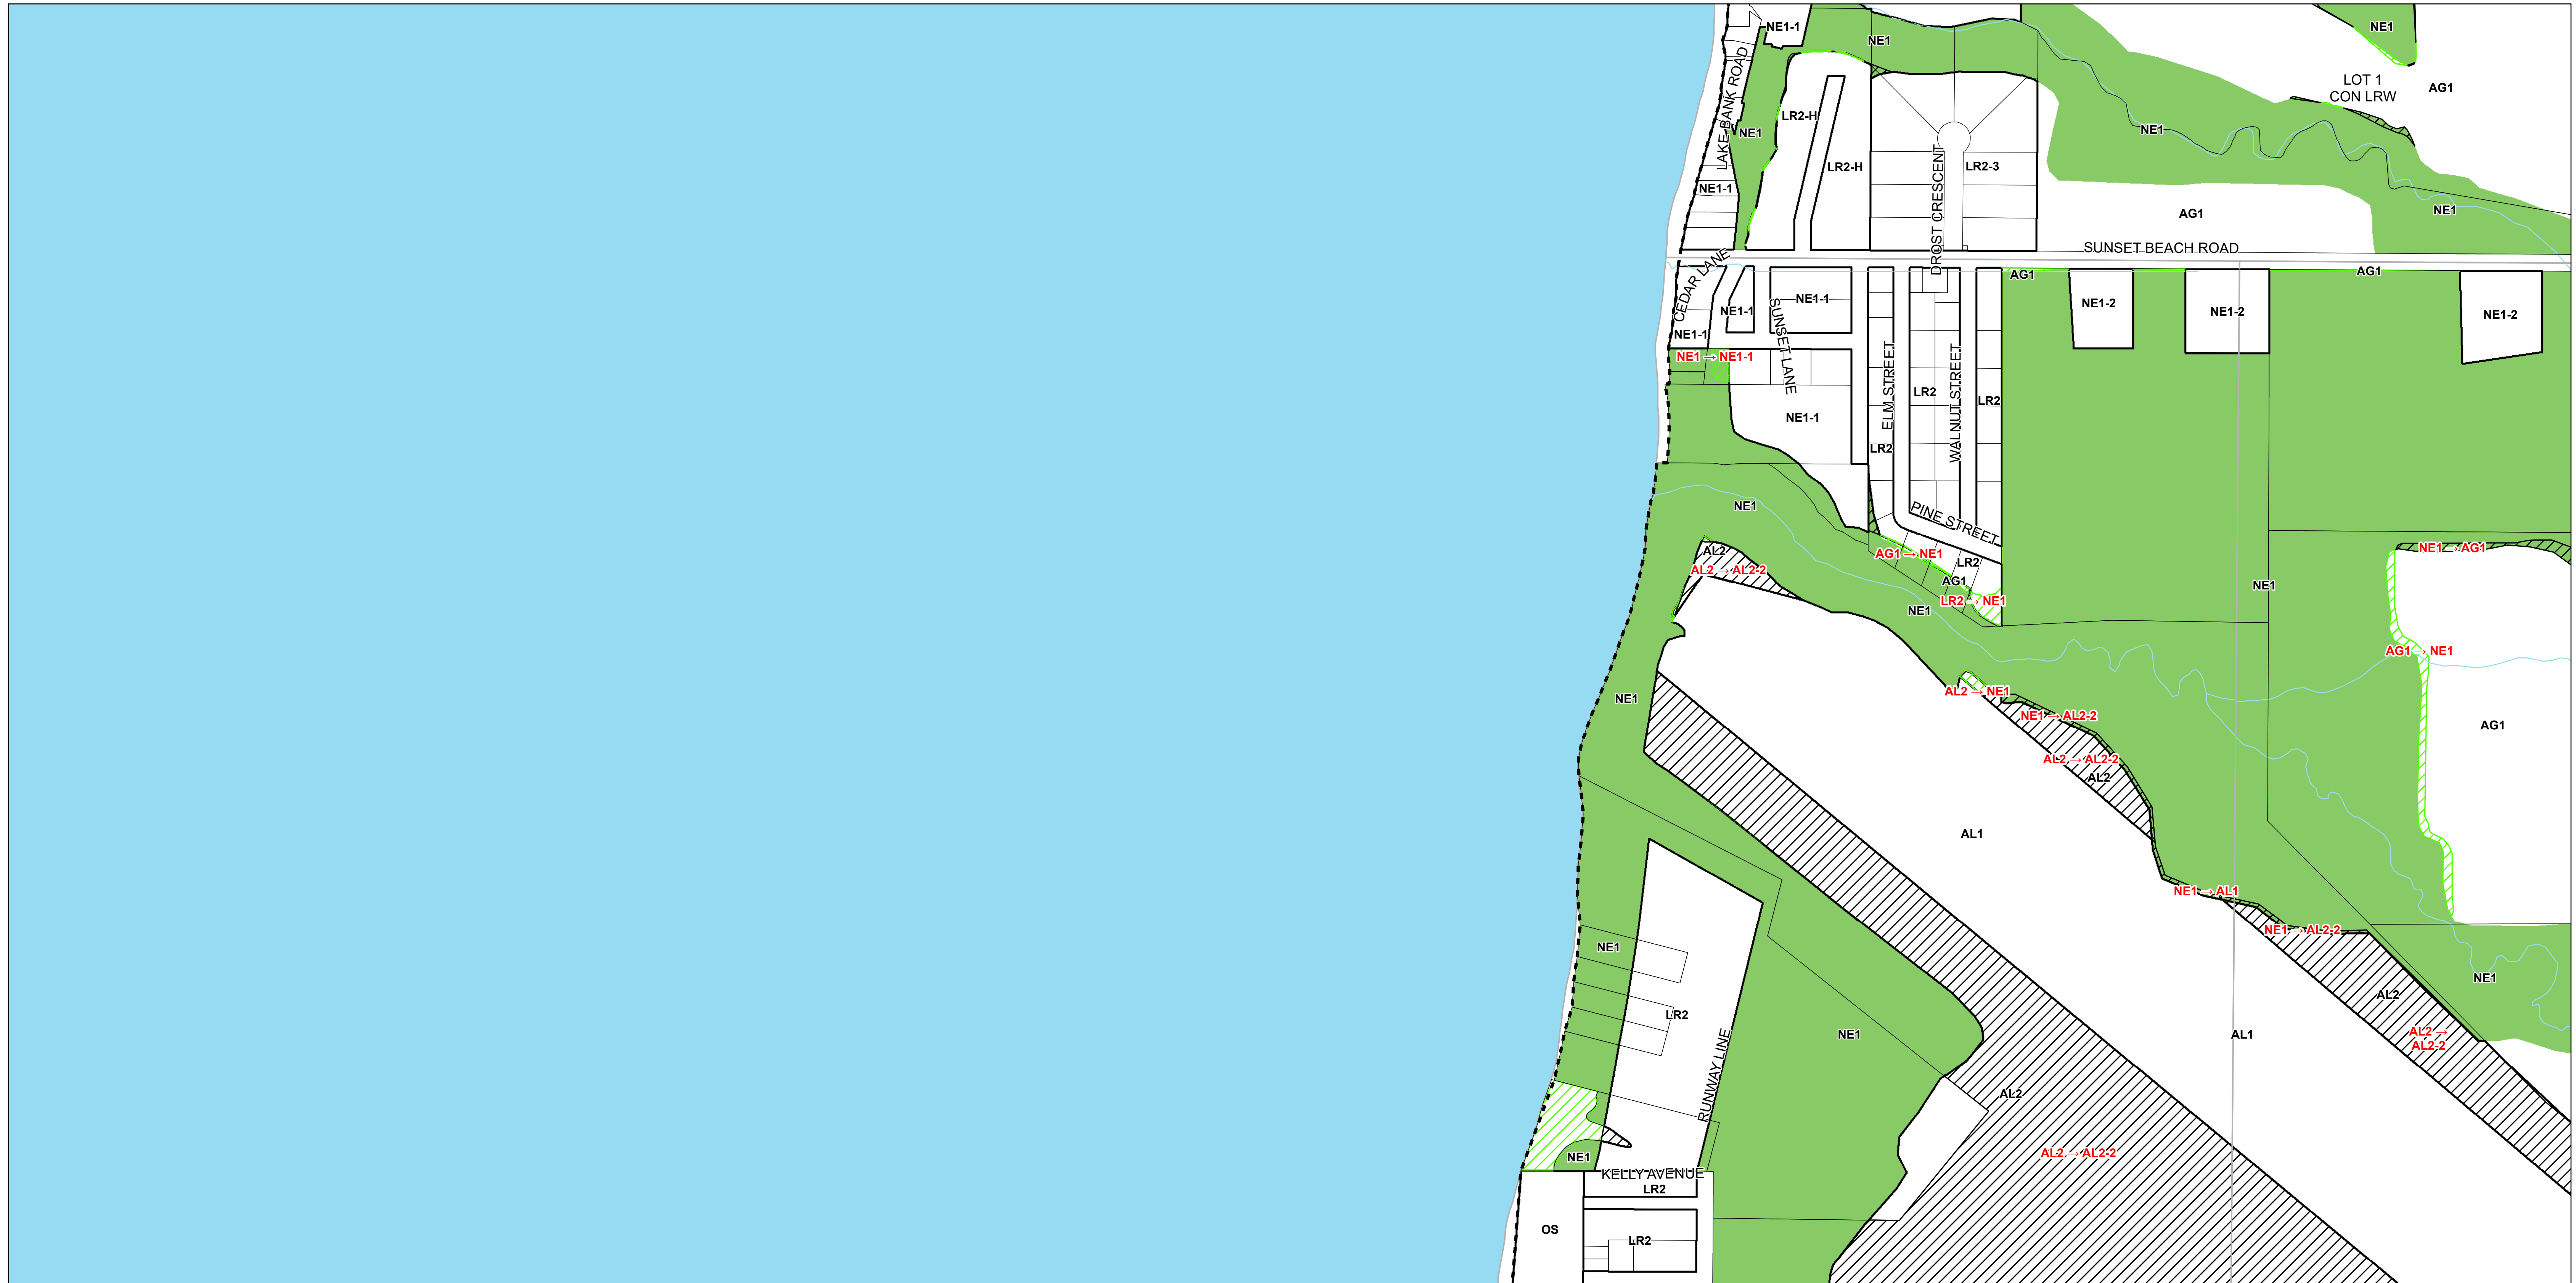 NE1-1
NE1
NE1
LAKE BANK ROAD
LOT 1
CON LRW
AG1
LR2-H
NE1
NE1
LR2-H
DROST CRESCENT
LR2-3
NE1-1
AG1
NE1
SUNSET BEACH ROAD
CEDAR LANE
AG1
AG1
NE1-1
NE1-1
SUNSET LANE
NE1-2
NE1-2
NE1-2
NE1-1
NE1 → NE1-1
ELM STREET
WALNUT STREET
LR2
LR2
NE1-1
LR2
NE1
PINE STREET
AL2
AL2 → AL2-2
AG1 → NE1
LR2
AG1
LR2 → NE1
NE1
NE1
NE1 → AG1
AG1 → NE1
NE1
AL2 → NE1
NE1 → AL2-2
AG1
AL2 → AL2-2
AL2
AL1
NE1 → AL1
NE1 → AL2-2
NE1
NE1
AL2
LR2
RUNWAY LINE
NE1
AL1
AL2 →
AL2-2
AL2
AL2 → AL2-2
NE1
KELLY AVENUE
LR2
OS
LR2